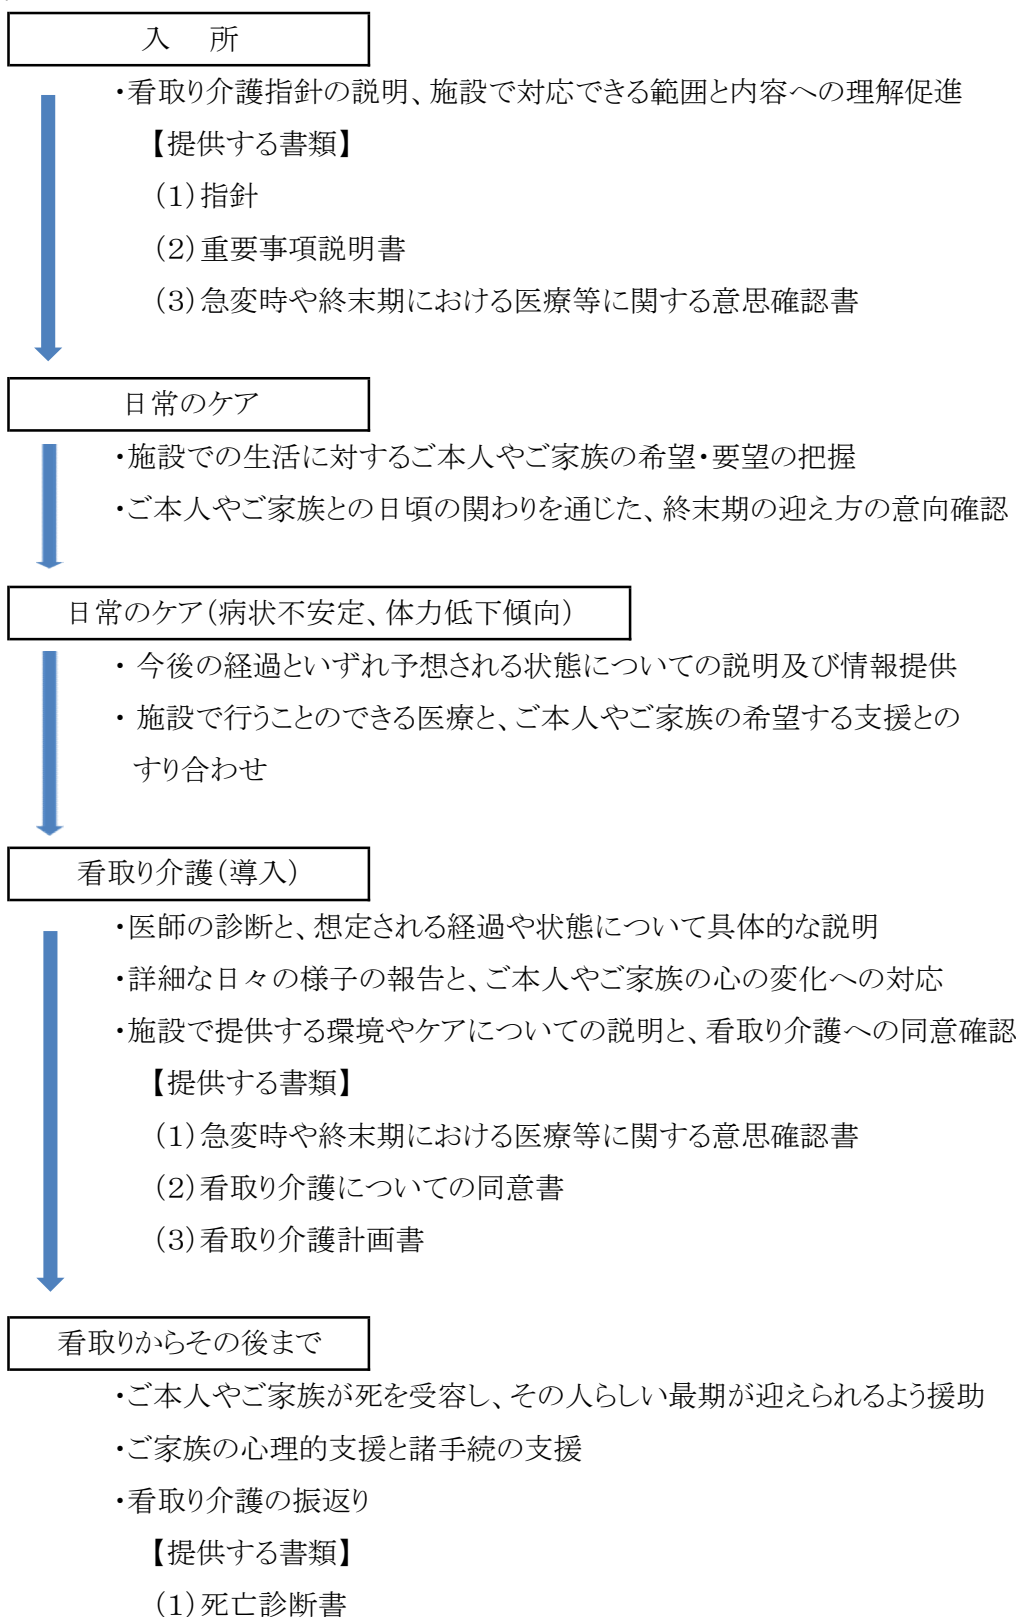 入　所
・看取り介護指針の説明、施設で対応できる範囲と内容への理解促進
【提供する書類】
（1）指針
（2）重要事項説明書
（3）急変時や終末期における医療等に関する意思確認書
日常のケア
・施設での生活に対するご本人やご家族の希望・要望の把握
・ご本人やご家族との日頃の関わりを通じた、終末期の迎え方の意向確認
日常のケア（病状不安定、体力低下傾向）
・ 今後の経過といずれ予想される状態についての説明及び情報提供
・ 施設で行うことのできる医療と、ご本人やご家族の希望する支援との
すり合わせ
看取り介護（導入）
・医師の診断と、想定される経過や状態について具体的な説明
・詳細な日々の様子の報告と、ご本人やご家族の心の変化への対応
・施設で提供する環境やケアについての説明と、看取り介護への同意確認
【提供する書類】
（1）急変時や終末期における医療等に関する意思確認書
（2）看取り介護についての同意書
（3）看取り介護計画書
看取りからその後まで
・ご本人やご家族が死を受容し、その人らしい最期が迎えられるよう援助
・ご家族の心理的支援と諸手続の支援
・看取り介護の振返り
【提供する書類】
（1）死亡診断書